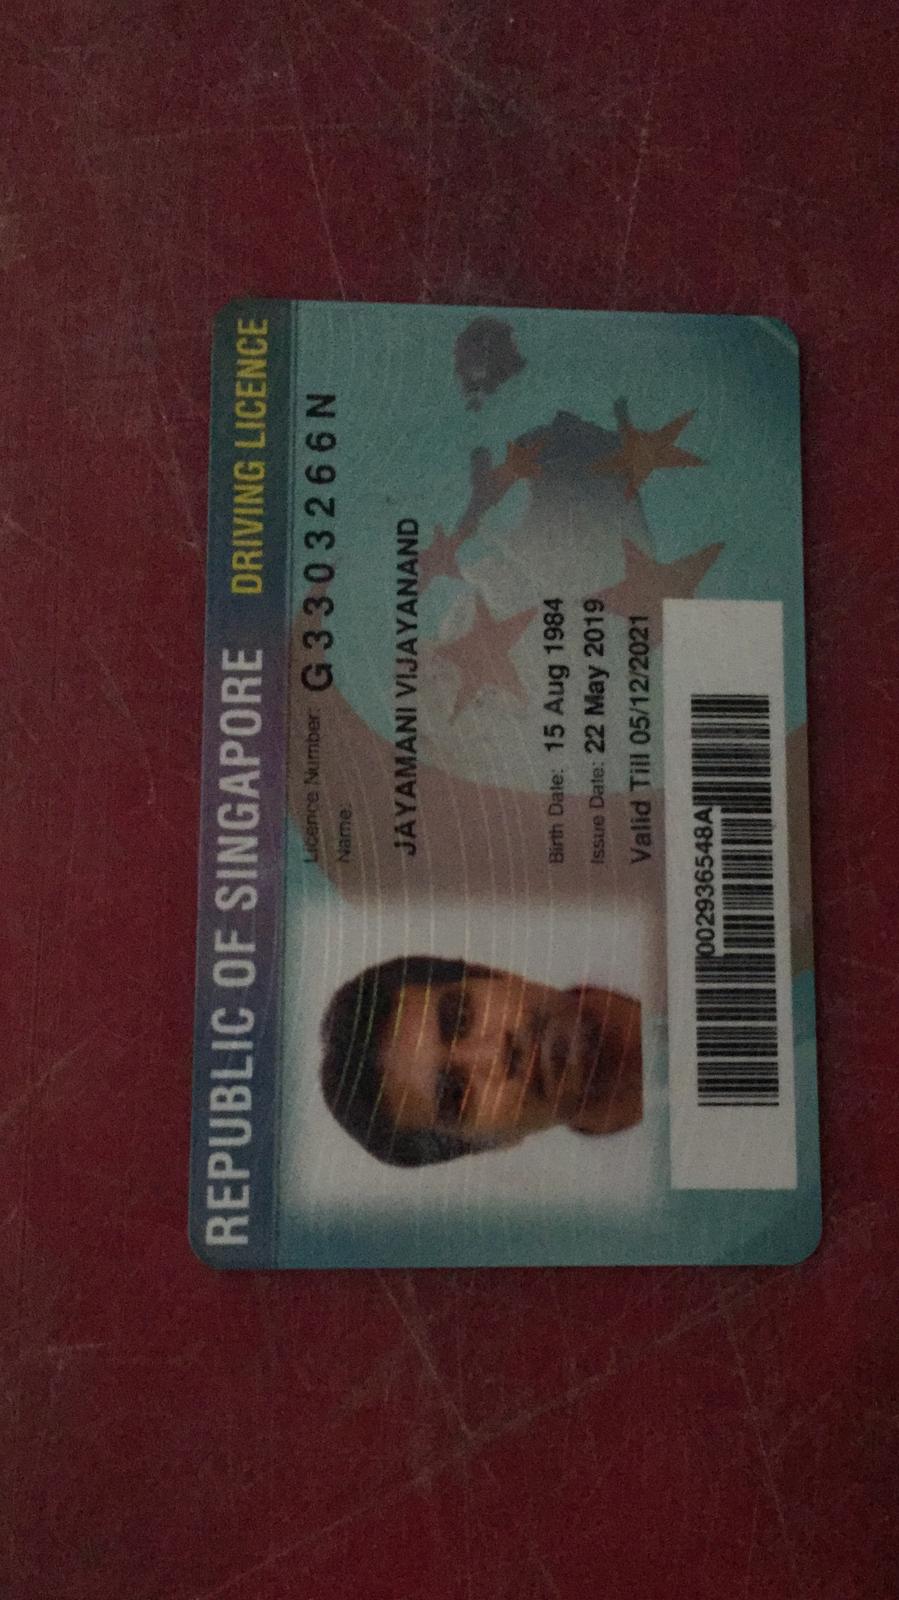 REPUBLIC OF SINGAPORE DRIVING LICENCE
Licence Number: G3303266N
Name:
JAYAMANI VIJAYANAND
Birth Date: 15 Aug 1984
Issue Date: 22 May 2019
Valid Till 05/12/2021
002936548A